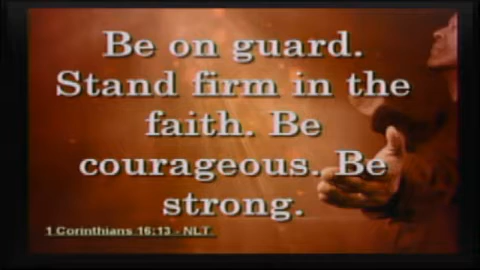 Be on guard.
Stand firm in the
faith. Be
courageous. Be
strong.
1 Corinthians 16:13 - NLT